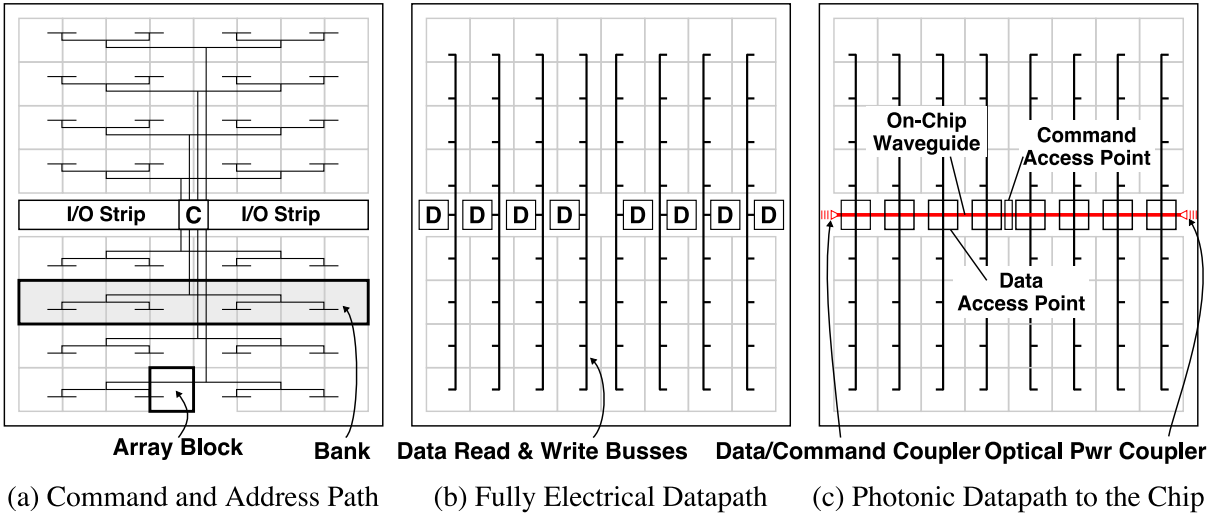 I/O Strip
C
I/O Strip
Array Block
Bank
(a) Command and Address Path
D D D D D D D D
Data Read & Write Busses
(b) Fully Electrical Datapath
On-Chip
Waveguide
Command
Access Point
Data
Access Point
Data/Command Coupler
Optical Pwr Coupler
(c) Photonic Datapath to the Chip